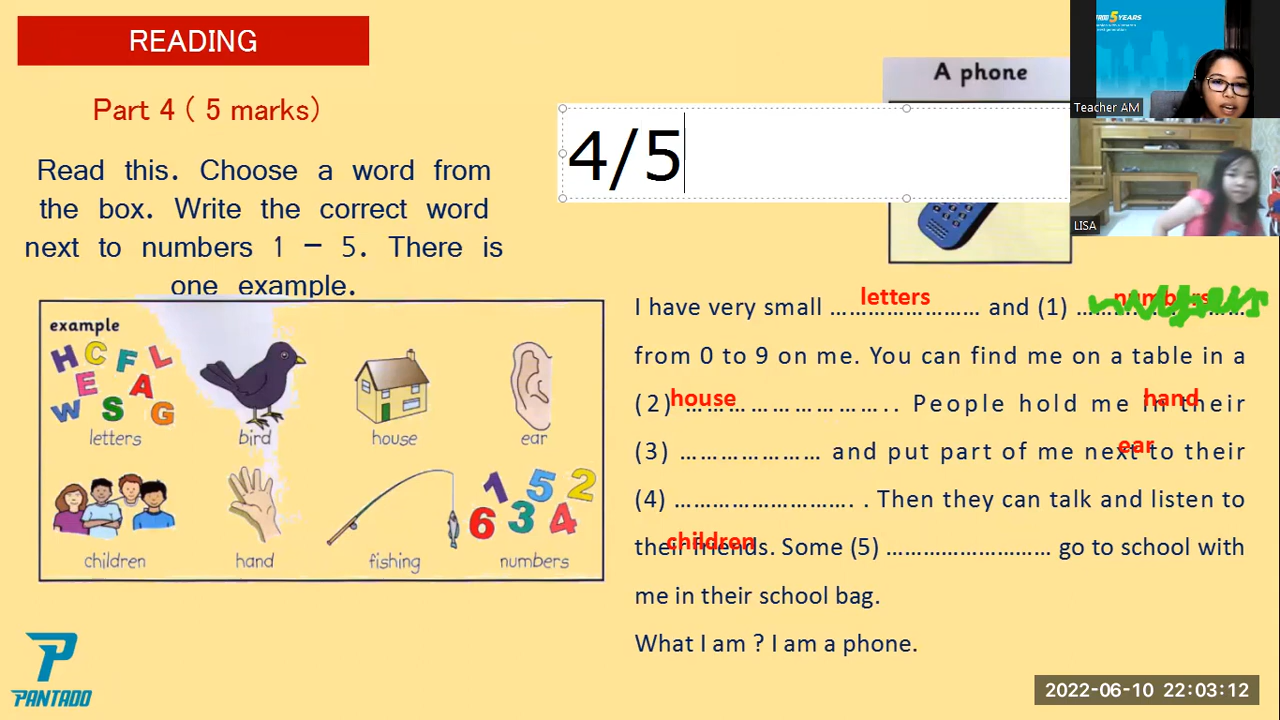 READING
Part 4 ( 5 marks)
Read this. Choose a word from
the box. Write the correct word
next to numbers 1 – 5. There is
one example.
example
letters
bird
house
ear
children
hand
fishing
numbers
PANTADO
A phone
4/5
5 YEARS
Teacher AM
LISA
I have very small letters …………………… and (1) numbers ……………………
from 0 to 9 on me. You can find me on a table in a
(2) house ………………………….. People hold me in their hand
(3) ………………… and put part of me next to their ear
(4) ……………………. . Then they can talk and listen to
their friends. Some (5) children …………………… go to school with
me in their school bag.
What I am ? I am a phone.
2022-06-10 22:03:12